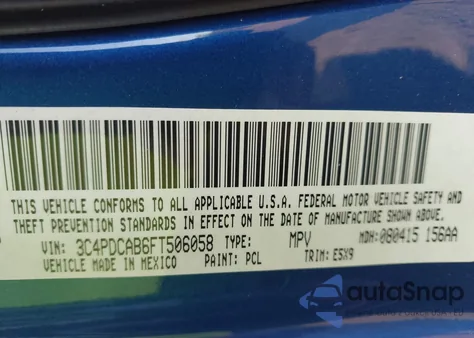 THIS VEHICLE CONFORMS TO ALL APPLICABLE U.S.A. FEDERAL MOTOR VEHICLE SAFETY AND
THEFT PREVENTION STANDARDS IN EFFECT ON THE DATE OF MANUFACTURE SHOWN ABOVE.
VIN: 3C4PDCAB6FT506058 TYPE: MPV MDH: 080415 156AA
VEHICLE MADE IN MEXICO PAINT: PCL TRIM: E5X9
autoSnap